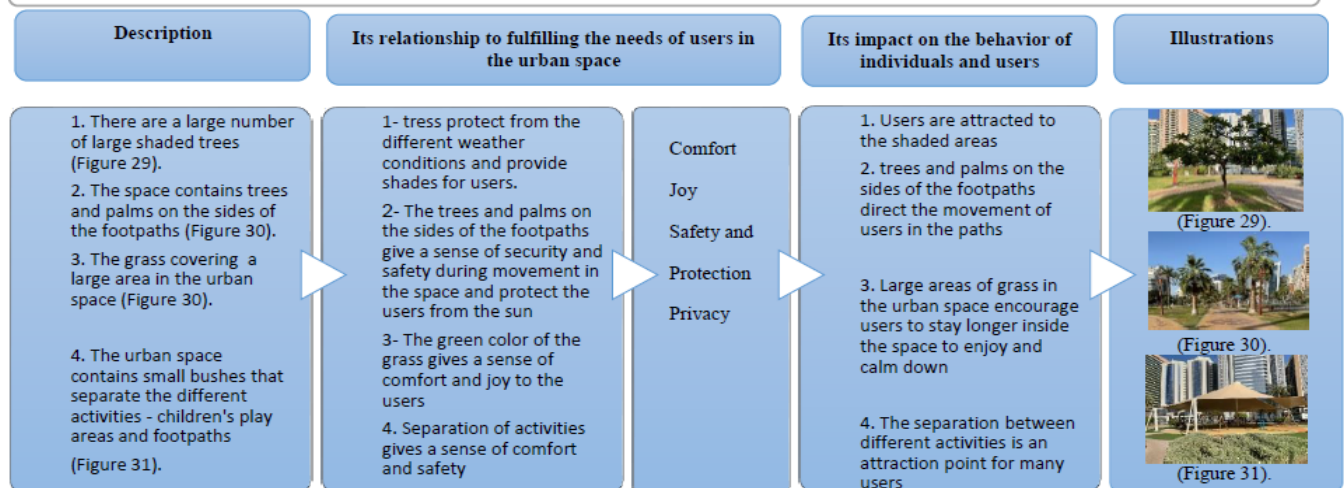 Description
Its relationship to fulfilling the needs of users in
the urban space
Its impact on the behavior of
individuals and users
Illustrations
1. There are a large number
of large shaded trees
(Figure 29).
2. The space contains trees
and palms on the sides of
the footpaths (Figure 30).
3. The grass covering a
large area in the urban
space (Figure 30).
4. The urban space
contains small bushes that
separate the different
activities - children's play
areas and footpaths
(Figure 31).
1- tress protect from the
different weather
conditions and provide
shades for users.
2- The trees and palms on
the sides of the footpaths
give a sense of security and
safety during movement in
the space and protect the
users from the sun
3- The green color of the
grass gives a sense of
comfort and joy to the
users
4. Separation of activities
gives a sense of comfort
and safety
Comfort
Joy
Safety and
Protection
Privacy
1. Users are attracted to
the shaded areas
2. trees and palms on the
sides of the footpaths
direct the movement of
users in the paths
3. Large areas of grass in
the urban space encourage
users to stay longer inside
the space to enjoy and
calm down
4. The separation between
different activities is an
attraction point for many
users
(Figure 29).
(Figure 30).
(Figure 31).